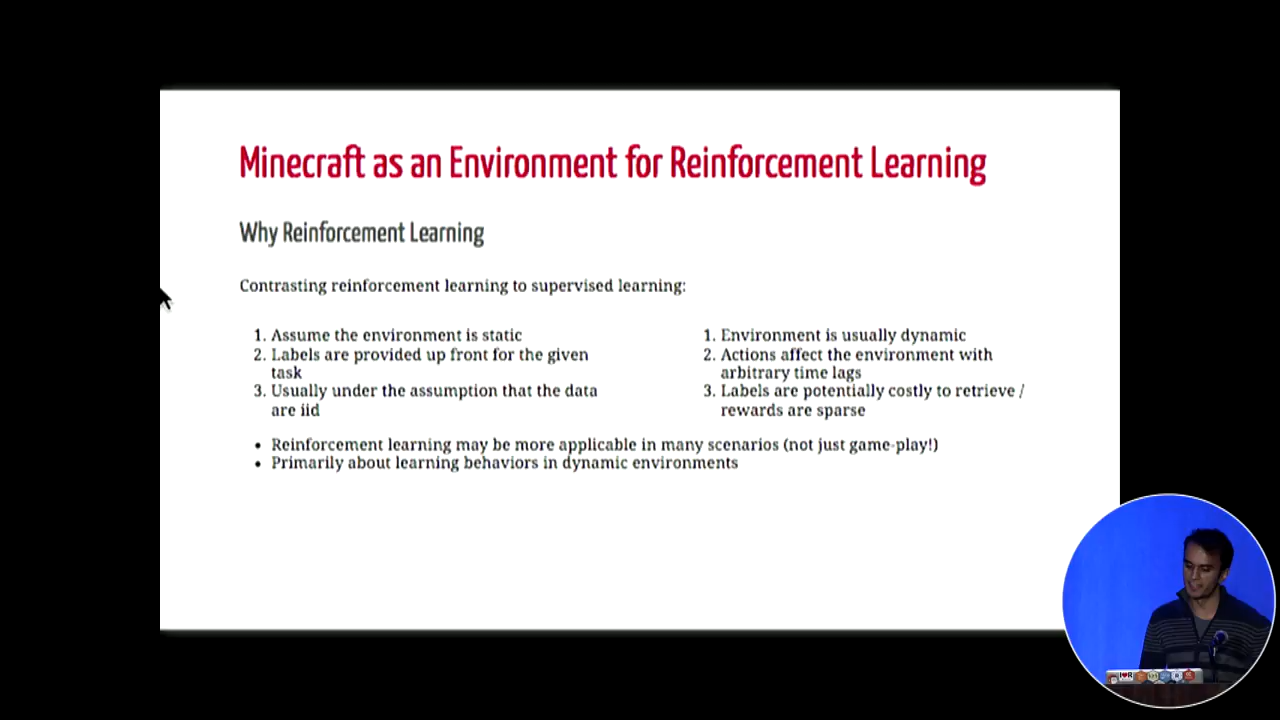 Minecraft as an Environment for Reinforcement Learning
Why Reinforcement Learning
Contrasting reinforcement learning to supervised learning:
1. Assume the environment is static
2. Labels are provided up front for the given
task
3. Usually under the assumption that the data
are iid
1. Environment is usually dynamic
2. Actions affect the environment with
arbitrary time lags
3. Labels are potentially costly to retrieve /
rewards are sparse
• Reinforcement learning may be more applicable in many scenarios (not just game-play!)
• Primarily about learning behaviors in dynamic environments
I♥R